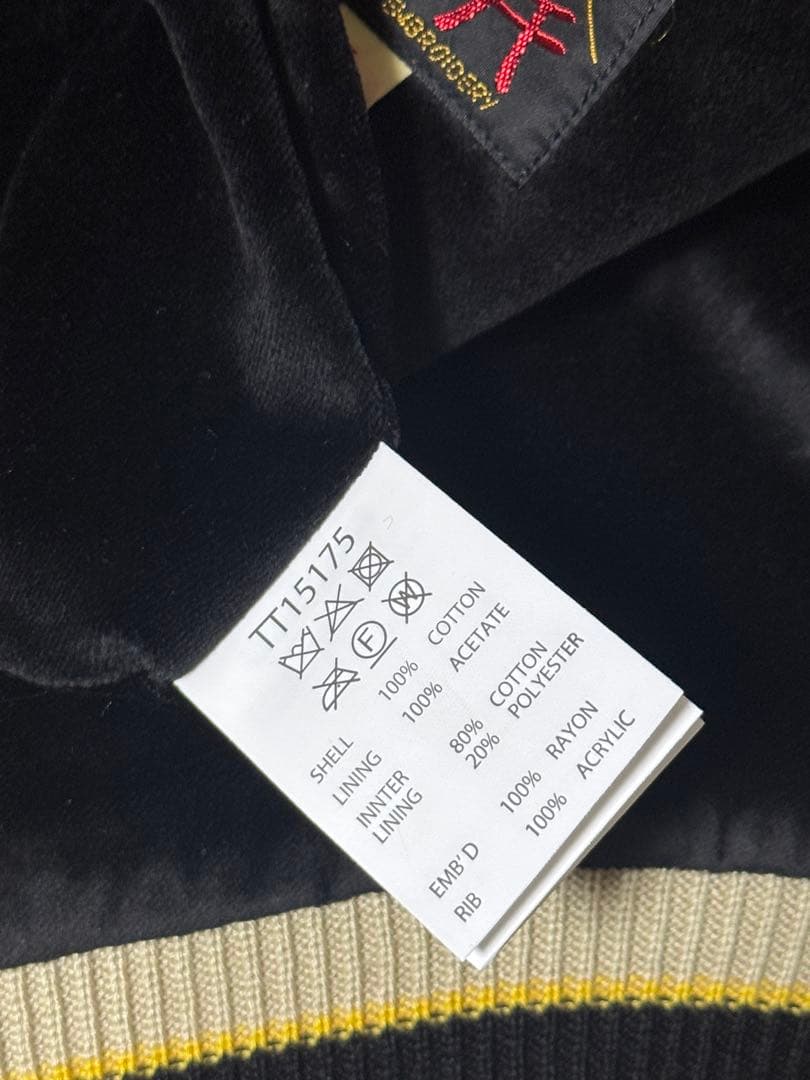 EMBROIDERY
TT15175
F
W
SHELL 100% COTTON
LINING 100% ACETATE
INNTER 80% COTTON
LINING 20% POLYESTER
EMB'D 100% RAYON
RIB 100% ACRYLIC